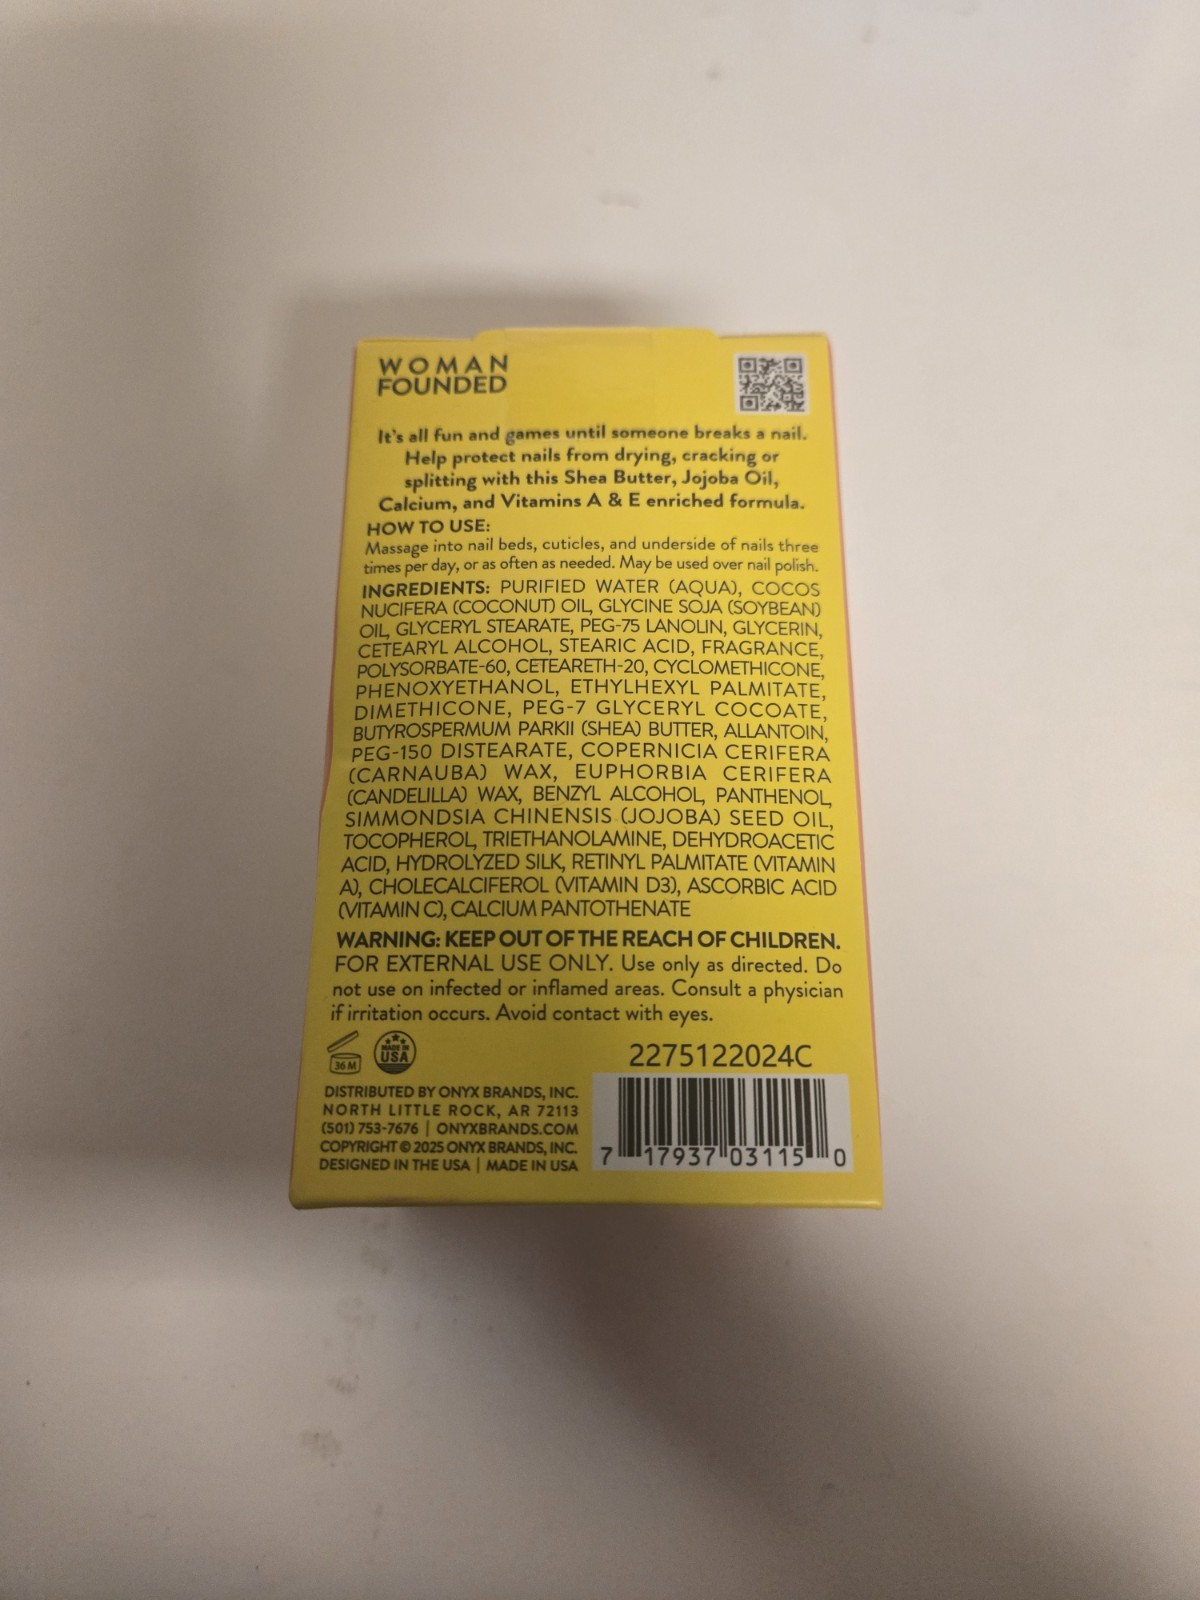 WOMAN
FOUNDED
It's all fun and games until someone breaks a nail.
Help protect nails from drying, cracking or
splitting with this Shea Butter, Jojoba Oil,
Calcium, and Vitamins A & E enriched formula.
HOW TO USE:
Massage into nail beds, cuticles, and underside of nails three
times per day, or as often as needed. May be used over nail polish.
INGREDIENTS: PURIFIED WATER (AQUA), COCOS
NUCIFERA (COCONUT) OIL, GLYCINE SOJA (SOYBEAN)
OIL, GLYCERYL STEARATE, PEG-75 LANOLIN, GLYCERIN,
CETEARYL ALCOHOL, STEARIC ACID, FRAGRANCE,
POLYSORBATE-60, CETEARETH-20, CYCLOMETHICONE,
PHENOXYETHANOL, ETHYLHEXYL PALMITATE,
DIMETHICONE, PEG-7 GLYCERYL COCOATE,
BUTYROSPERMUM PARKII (SHEA) BUTTER, ALLANTOIN,
PEG-150 DISTEARATE, COPERNICIA CERIFERA
(CARNAUBA) WAX, EUPHORBIA CERIFERA
(CANDELILLA) WAX, BENZYL ALCOHOL, PANTHENOL,
SIMMONDSIA CHINENSIS (JOJOBA) SEED OIL,
TOCOPHEROL, TRIETHANOLAMINE, DEHYDROACETIC
ACID, HYDROLYZED SILK, RETINYL PALMITATE (VITAMIN
A), CHOLECALCIFEROL (VITAMIN D3), ASCORBIC ACID
(VITAMIN C), CALCIUM PANTOTHENATE
WARNING: KEEP OUT OF THE REACH OF CHILDREN.
FOR EXTERNAL USE ONLY. Use only as directed. Do
not use on infected or inflamed areas. Consult a physician
if irritation occurs. Avoid contact with eyes.
36 M
MADE IN
USA
2275122024C
DISTRIBUTED BY ONYX BRANDS, INC.
NORTH LITTLE ROCK, AR 72113
(501) 753-7676 | ONYXBRANDS.COM
COPYRIGHT © 2025 ONYX BRANDS, INC.
DESIGNED IN THE USA | MADE IN USA
7 17937 03115 0